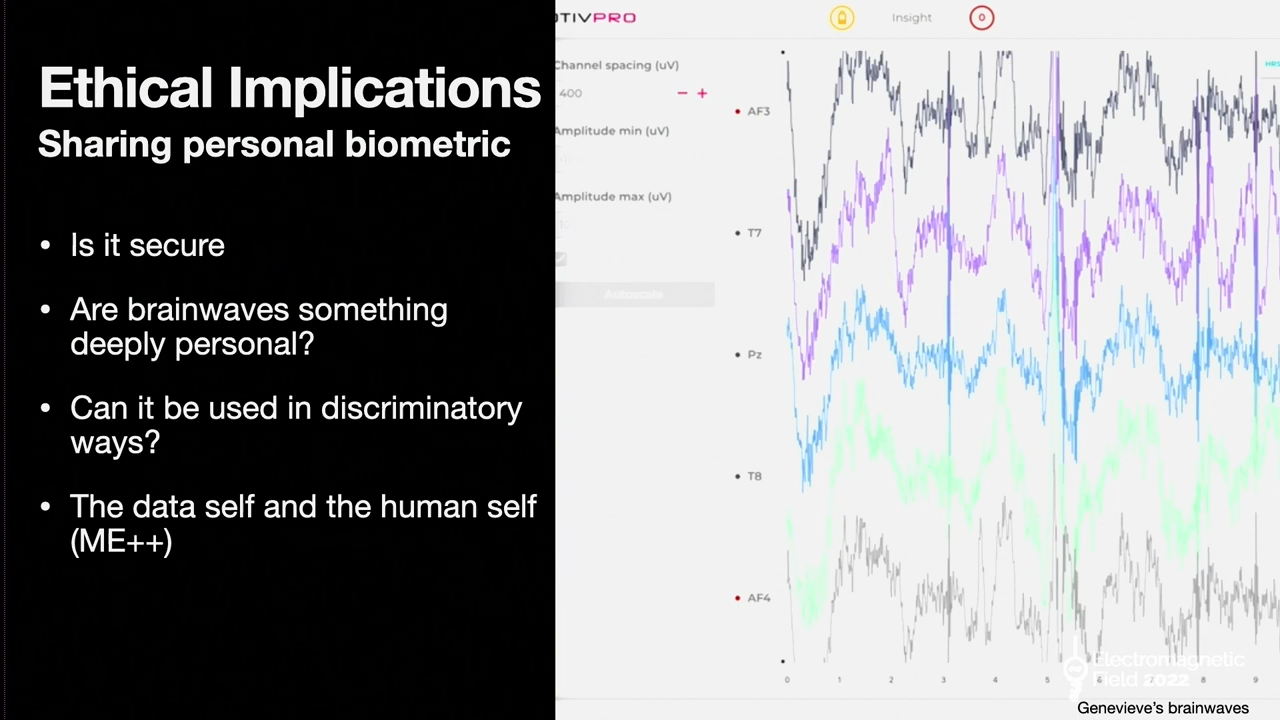 Ethical Implications
Sharing personal biometric
• Is it secure
• Are brainwaves something
deeply personal?
• Can it be used in discriminatory
ways?
• The data self and the human self
(ME++)
OTIVPRO
Insight
0
Channel spacing (uV)
400
Amplitude min (uV)
Amplitude max (uV)
Autoscale
AF3
T7
Pz
T8
AF4
0 1 2 3 4 5 6 7 8 9
Electromagnetic
Field 2022
Genevieve's brainwaves